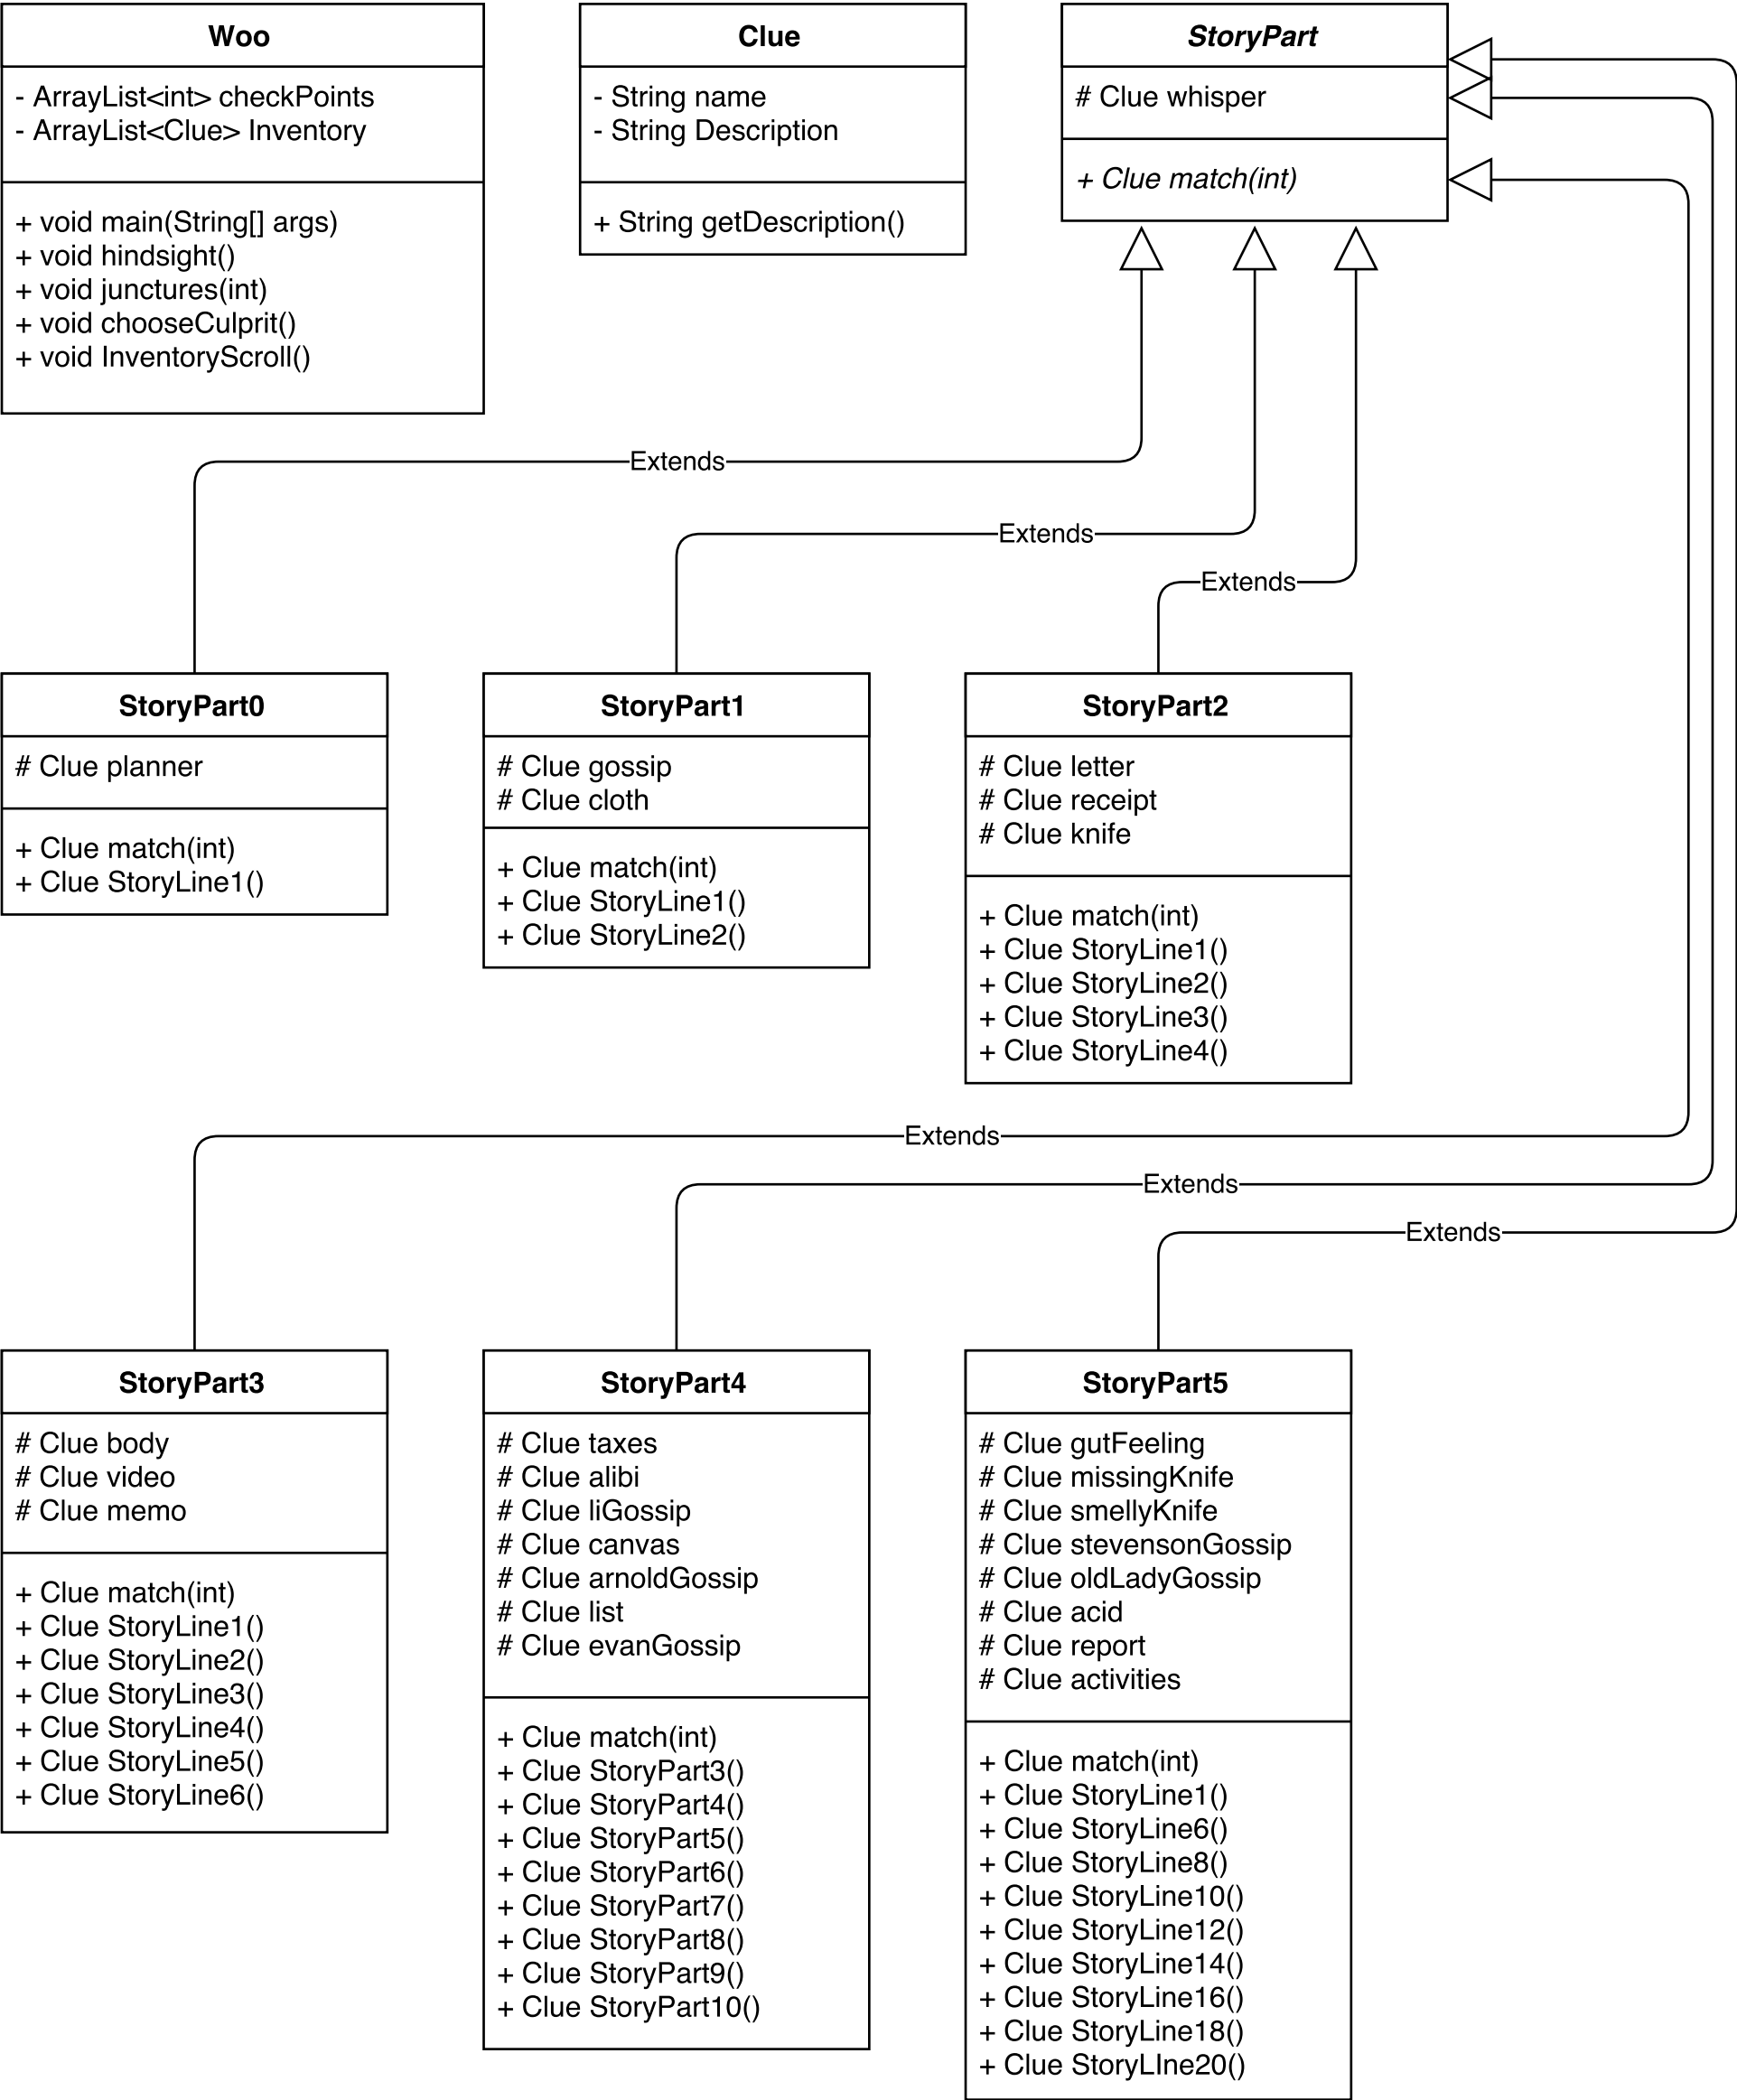 Woo
- ArrayList<int> checkPoints
- ArrayList<Clue> Inventory
+ void main(String[] args)
+ void hindsight()
+ void junctures(int)
+ void chooseCulprit()
+ void InventoryScroll()
Clue
- String name
- String Description
+ String getDescription()
StoryPart
# Clue whisper
+ Clue match(int)
Extends
Extends
Extends
StoryPart0
# Clue planner
+ Clue match(int)
+ Clue StoryLine1()
StoryPart1
# Clue gossip
# Clue cloth
+ Clue match(int)
+ Clue StoryLine1()
+ Clue StoryLine2()
StoryPart2
# Clue letter
# Clue receipt
# Clue knife
+ Clue match(int)
+ Clue StoryLine1()
+ Clue StoryLine2()
+ Clue StoryLine3()
+ Clue StoryLine4()
Extends
Extends
Extends
StoryPart3
# Clue body
# Clue video
# Clue memo
+ Clue match(int)
+ Clue StoryLine1()
+ Clue StoryLine2()
+ Clue StoryLine3()
+ Clue StoryLine4()
+ Clue StoryLine5()
+ Clue StoryLine6()
StoryPart4
# Clue taxes
# Clue alibi
# Clue liGossip
# Clue canvas
# Clue arnoldGossip
# Clue list
# Clue evanGossip
+ Clue match(int)
+ Clue StoryPart3()
+ Clue StoryPart4()
+ Clue StoryPart5()
+ Clue StoryPart6()
+ Clue StoryPart7()
+ Clue StoryPart8()
+ Clue StoryPart9()
+ Clue StoryPart10()
StoryPart5
# Clue gutFeeling
# Clue missingKnife
# Clue smellyKnife
# Clue stevensonGossip
# Clue oldLadyGossip
# Clue acid
# Clue report
# Clue activities
+ Clue match(int)
+ Clue StoryLine1()
+ Clue StoryLine6()
+ Clue StoryLine8()
+ Clue StoryLine10()
+ Clue StoryLine12()
+ Clue StoryLine14()
+ Clue StoryLine16()
+ Clue StoryLine18()
+ Clue StoryLIne20()